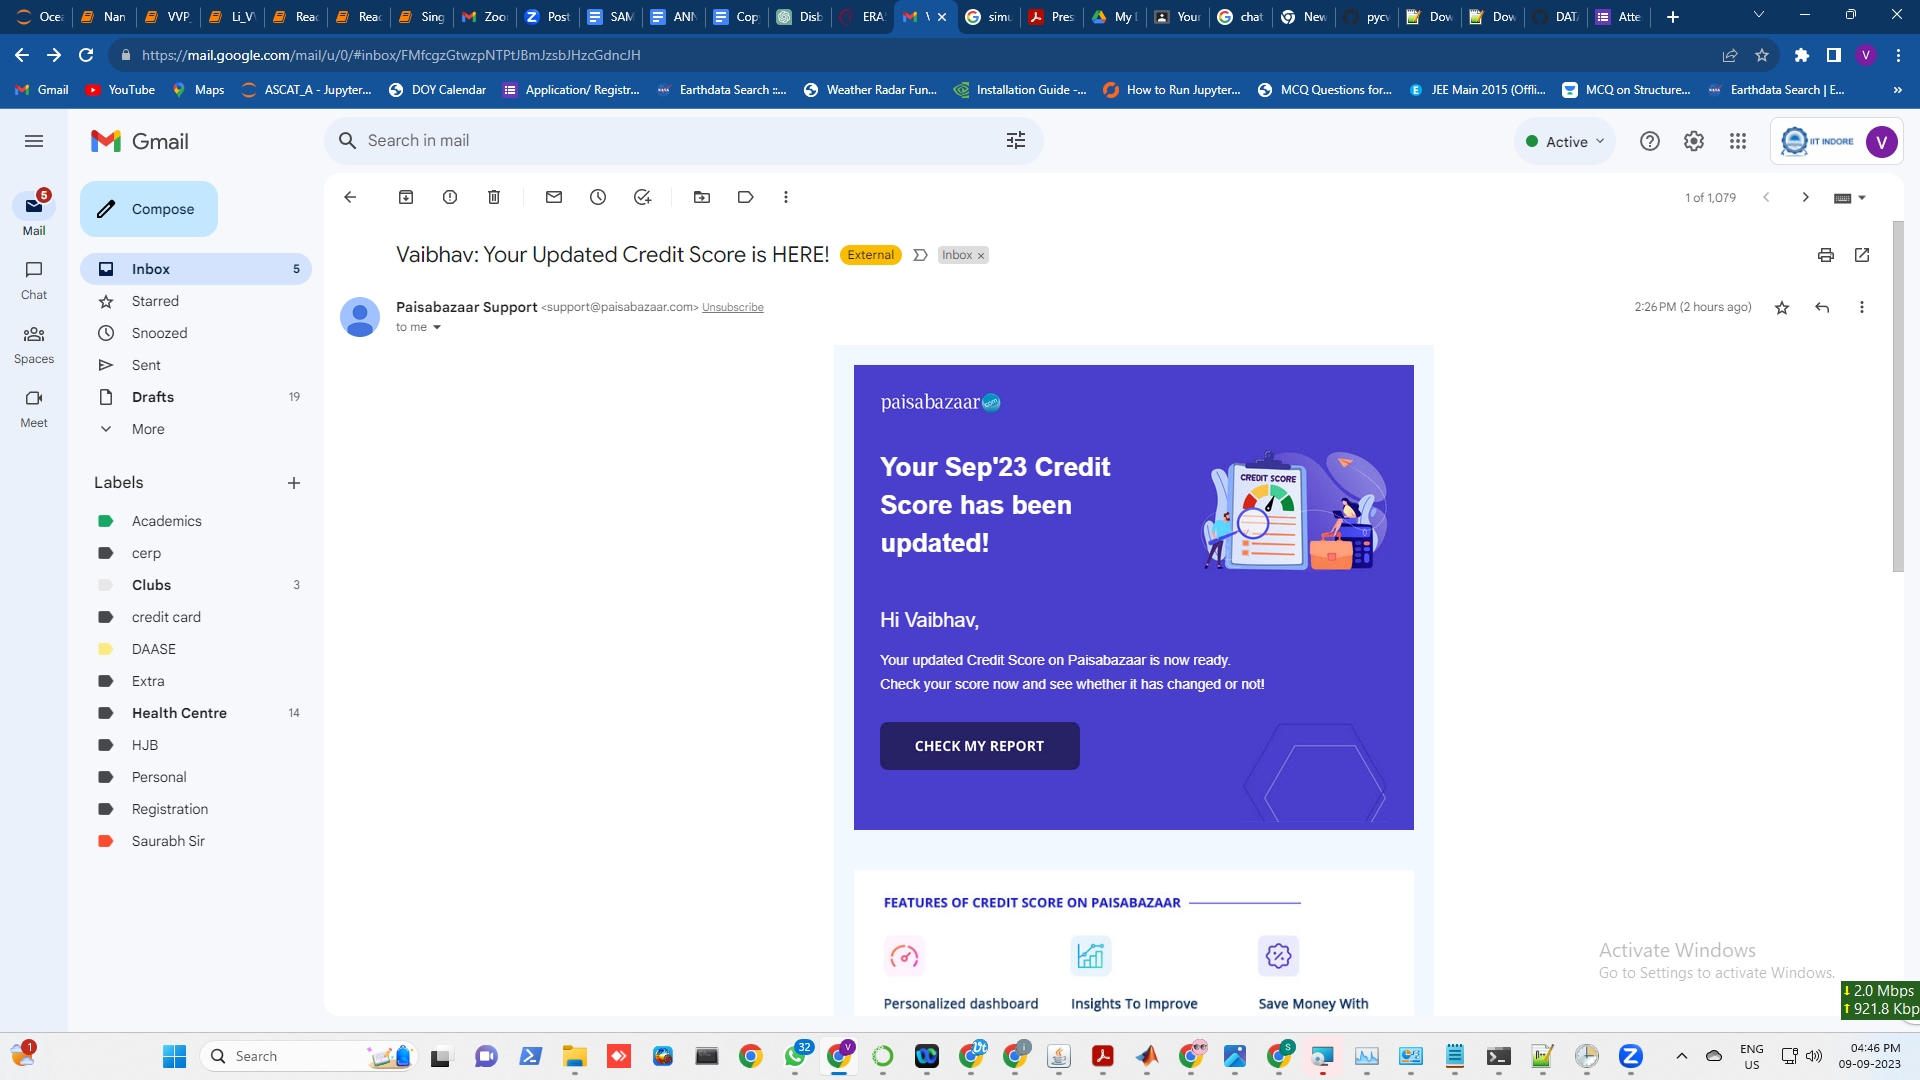 Ocea
Nan
VVP_
Li_V
Reac
Reac
Sing
Zoo
Post
SAM
ANN
Cop
Disb
ERA
simu
Pres
My D
Your
chat
New
pycw
Dow
Dow
DAT
Atte
https://mail.google.com/mail/u/0/#inbox/FMfcgzGtwzpNTPtJBmJzsbJHzcGdncJH
V
Gmail
YouTube
Maps
ASCAT_A - Jupyter...
DOY Calendar
Application/ Registr...
Earthdata Search ::...
Weather Radar Fun...
Installation Guide -...
How to Run Jupyter...
MCQ Questions for...
JEE Main 2015 (Offli...
MCQ on Structure...
Earthdata Search | E...
»
Gmail
Search in mail
Active
IIT INDORE
V
5
Mail
Chat
Spaces
Meet
Compose
Inbox 5
Starred
Snoozed
Sent
Drafts 19
More
Labels
Academics
cerp
Clubs 3
credit card
DAASE
Extra
Health Centre 14
HJB
Personal
Registration
Saurabh Sir
1 of 1,079
Vaibhav: Your Updated Credit Score is HERE! External Inbox ×
Paisabazaar Support <support@paisabazaar.com> Unsubscribe
2:26 PM (2 hours ago)
to me
paisabazaar.com
Your Sep'23 Credit
Score has been
updated!
CREDIT SCORE
Hi Vaibhav,
Your updated Credit Score on Paisabazaar is now ready.
Check your score now and see whether it has changed or not!
CHECK MY REPORT
FEATURES OF CREDIT SCORE ON PAISABAZAAR
Personalized dashboard
Insights To Improve
Save Money With
Activate Windows
Go to Settings to activate Windows.
2.0 Mbps
921.8 Kbp
1
Search
32
V
S
ENG
US
04:46 PM
09-09-2023